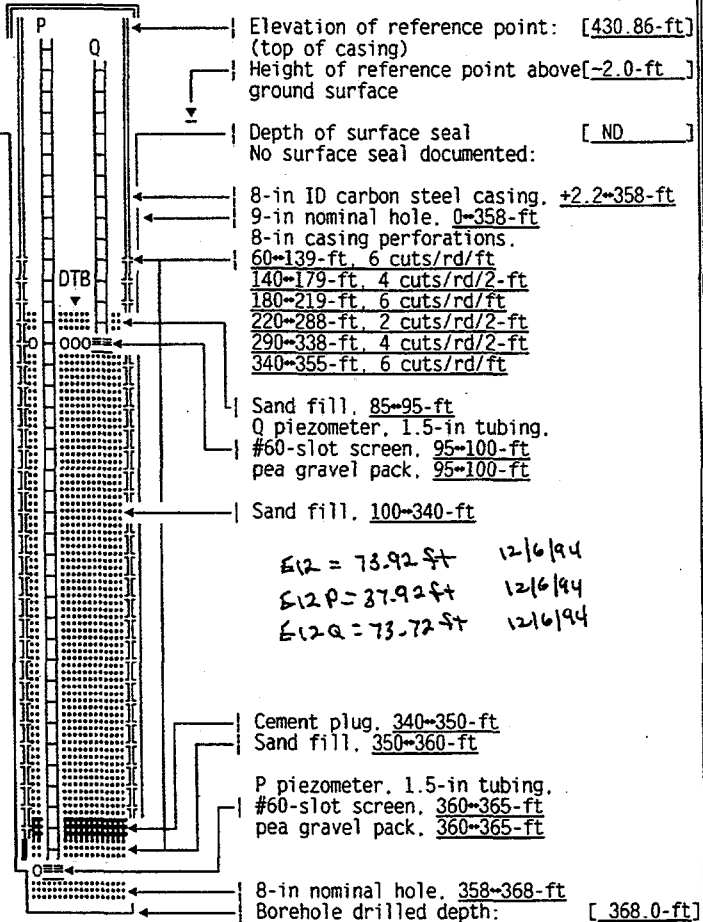 P
Q
Elevation of reference point: [430.86-ft]
(top of casing)
Height of reference point above[~2.0-ft ]
ground surface
Depth of surface seal [ ND ]
No surface seal documented:
8-in ID carbon steel casing, +2.2↔358-ft
9-in nominal hole, 0↔358-ft
8-in casing perforations,
60↔139-ft, 6 cuts/rd/ft
140↔179-ft, 4 cuts/rd/2-ft
180↔219-ft, 6 cuts/rd/ft
220↔288-ft, 2 cuts/rd/2-ft
290↔338-ft, 4 cuts/rd/2-ft
340↔355-ft, 6 cuts/rd/ft
DTB
Sand fill, 85↔95-ft
Q piezometer, 1.5-in tubing,
#60-slot screen, 95↔100-ft
pea gravel pack, 95↔100-ft
Sand fill, 100↔340-ft
E12 = 73.92 ft 12/6/94
E12P = 37.92 ft 12/6/94
E12Q = 73.72 ft 12/6/94
Cement plug, 340↔350-ft
Sand fill, 350↔360-ft
P piezometer, 1.5-in tubing,
#60-slot screen, 360↔365-ft
pea gravel pack, 360↔365-ft
8-in nominal hole, 358↔368-ft
Borehole drilled depth: [ 368.0-ft]